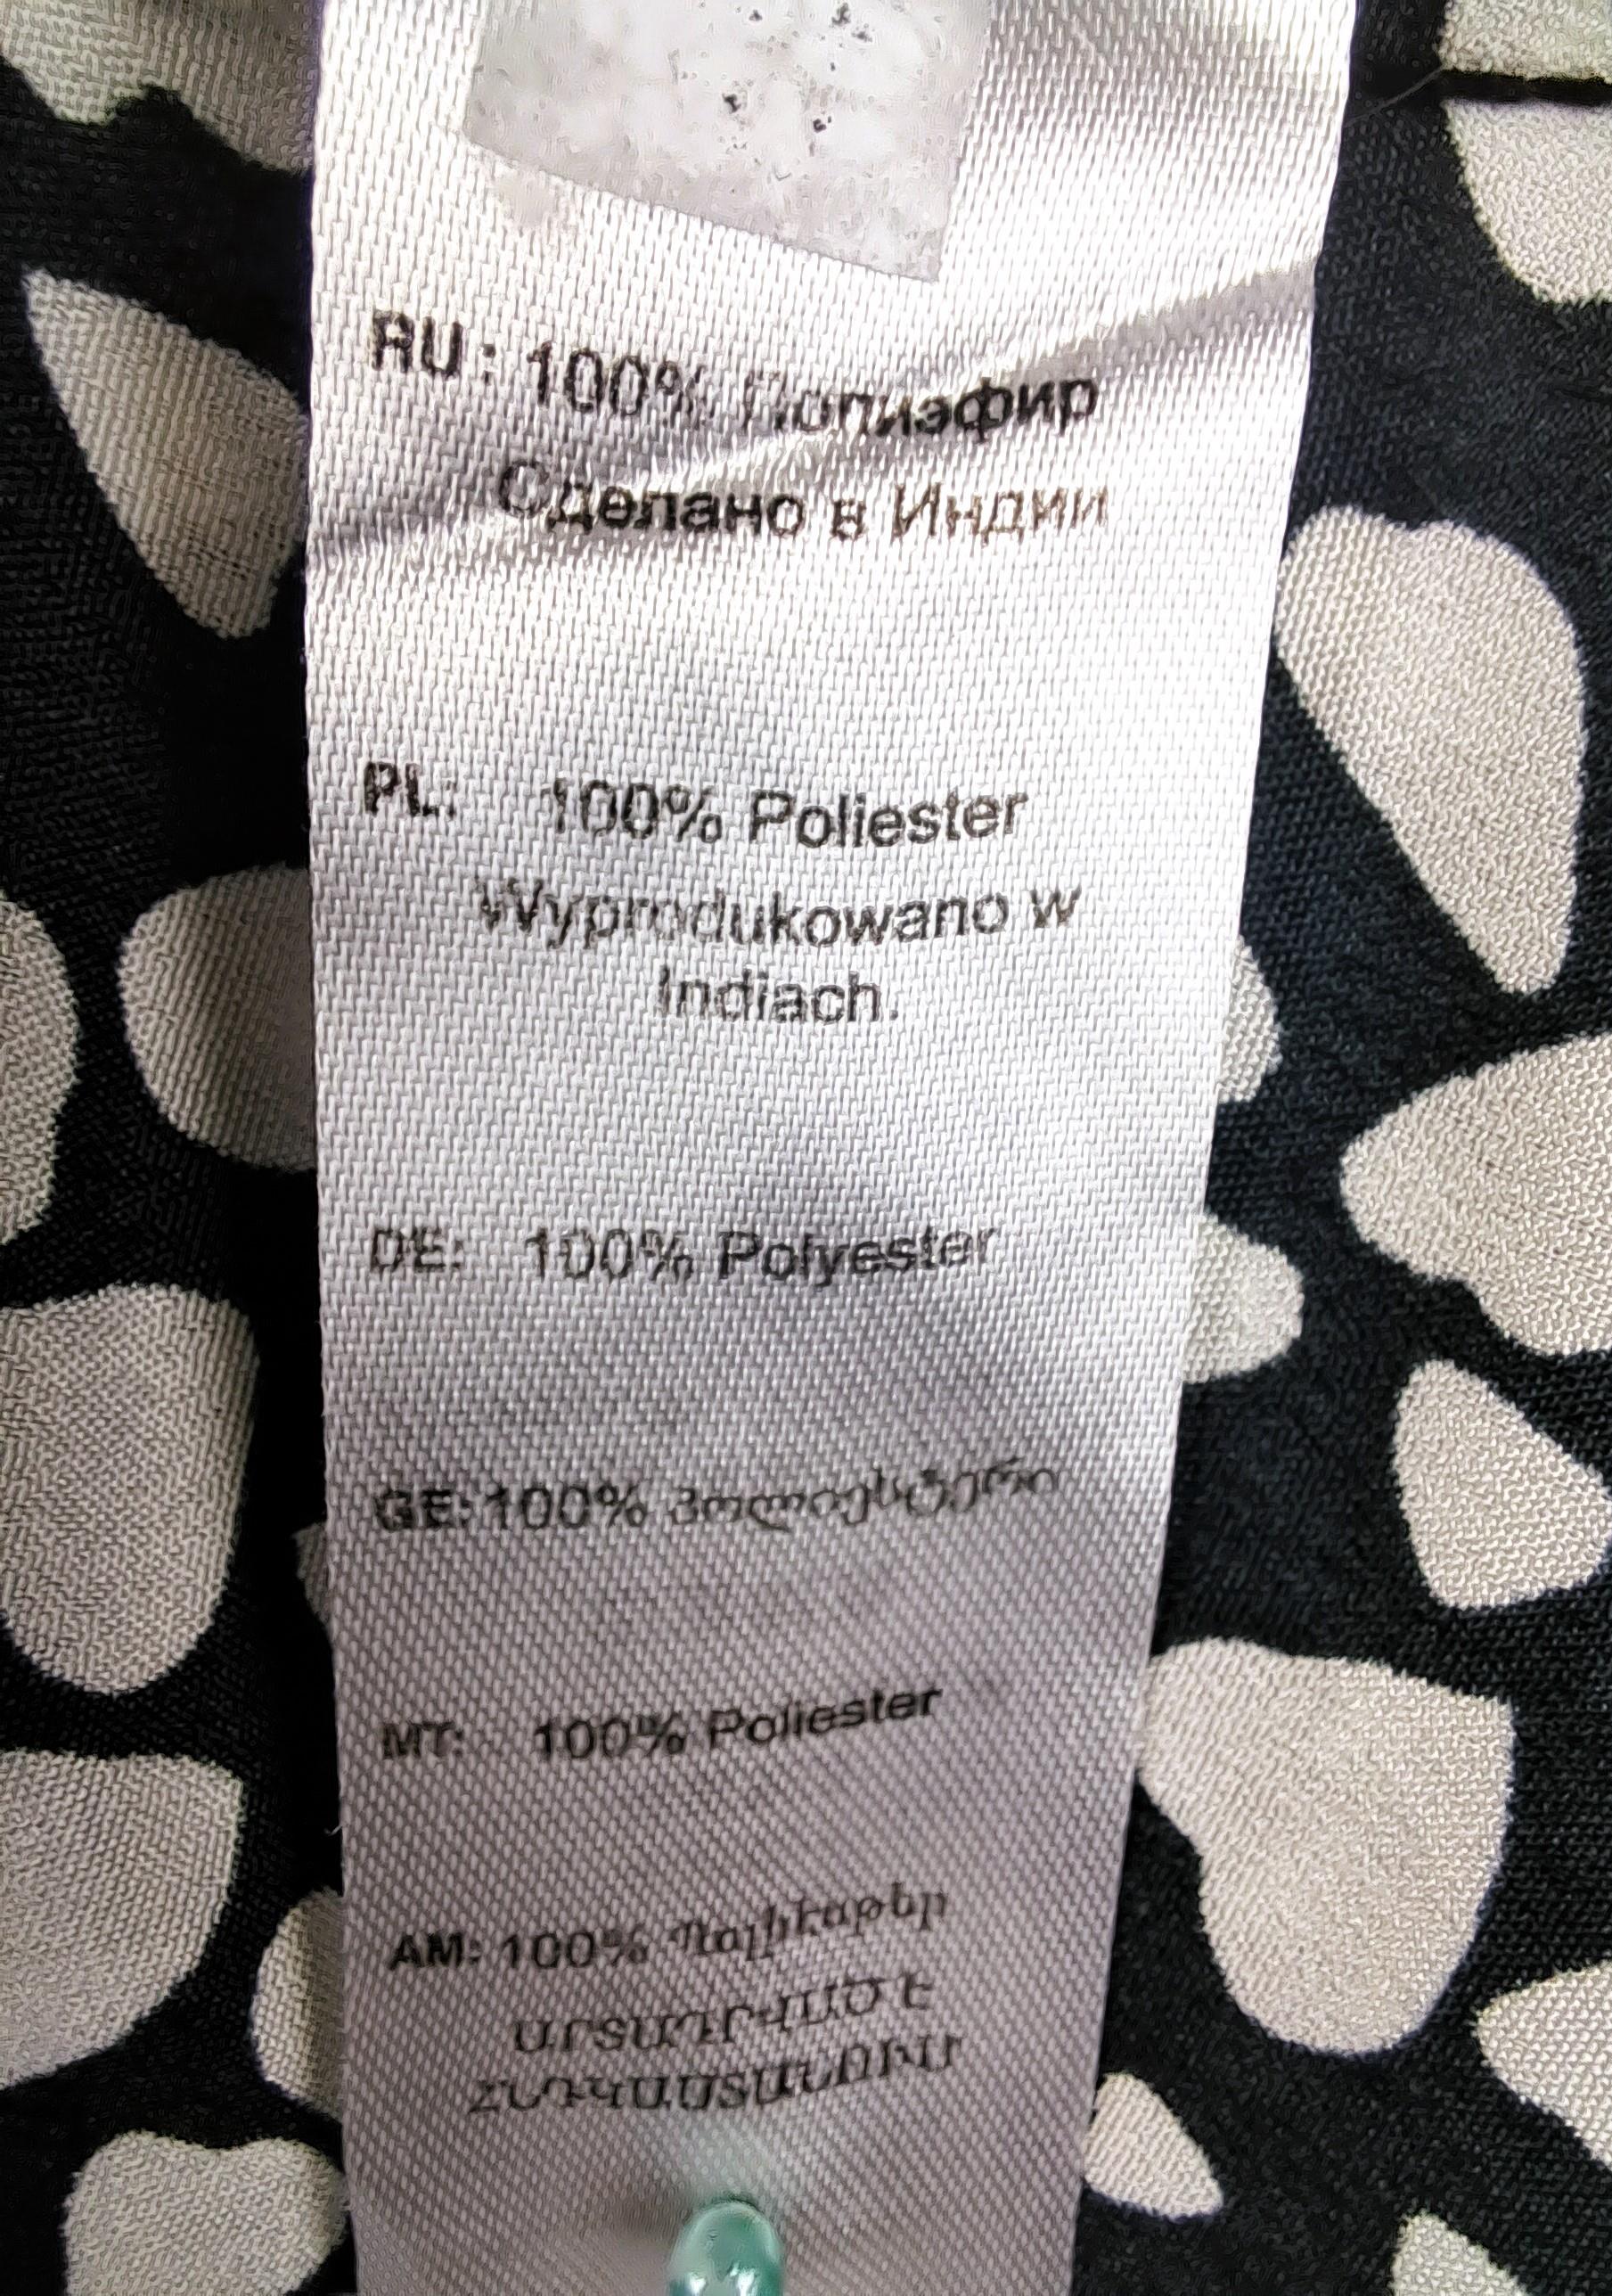 RU: 100% Полиэфир
Сделано в Индии
PL: 100% Poliester
Wyprodukowano w
Indiach.
DE: 100% Polyester
GE: 100% პოლიესტერი
MT: 100% Poliester
AM: 100% Պոլիէսթեր
ԱՐՏԱԴՐՎԱԾ Է
ՀՆԴԿԱՍՏԱՆՈՒՄ